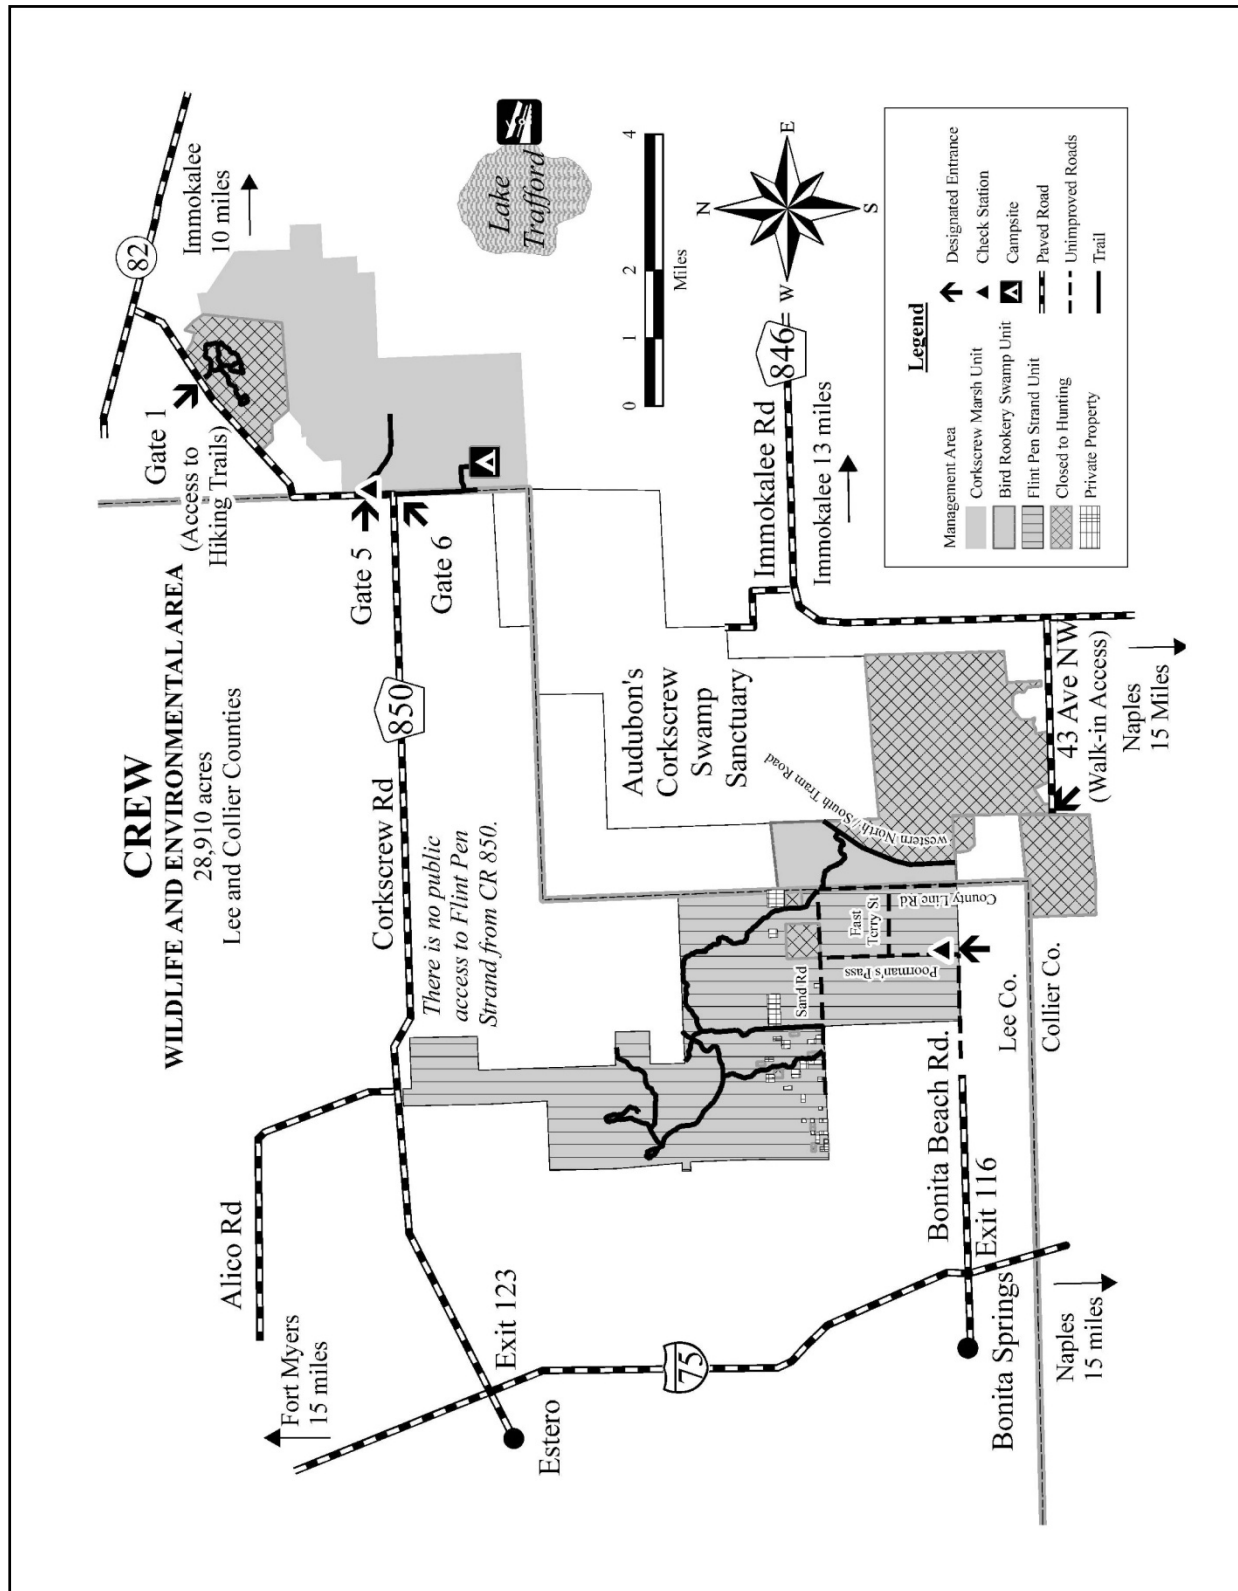 CREW
WILDLIFE AND ENVIRONMENTAL AREA
28,910 acres
Lee and Collier Counties
Fort Myers
15 miles
Alico Rd
Exit 123
Estero
75
Corkscrew Rd
850
There is no public
access to Flint Pen
Strand from CR 850.
Gate 1
(Access to
Hiking Trails)
Gate 5
Gate 6
82
Immokalee
10 miles
Lake
Trafford
Audubon's
Corkscrew
Swamp
Sanctuary
0
1
2
4
Miles
N
E
S
W
Immokalee Rd
846
Immokalee 13 miles
Western North / South Tram Road
County Line Rd
East
Terry St
Poorman's Pass
Sand Rd
Bonita Beach Rd.
Exit 116
Bonita Springs
Naples
15 miles
Lee Co.
Collier Co.
43 Ave NW
(Walk-in Access)
Naples
15 Miles
Legend
Management Area
Corkscrew Marsh Unit
Bird Rookery Swamp Unit
Flint Pen Strand Unit
Closed to Hunting
Private Property
Designated Entrance
Check Station
Campsite
Paved Road
Unimproved Roads
Trail